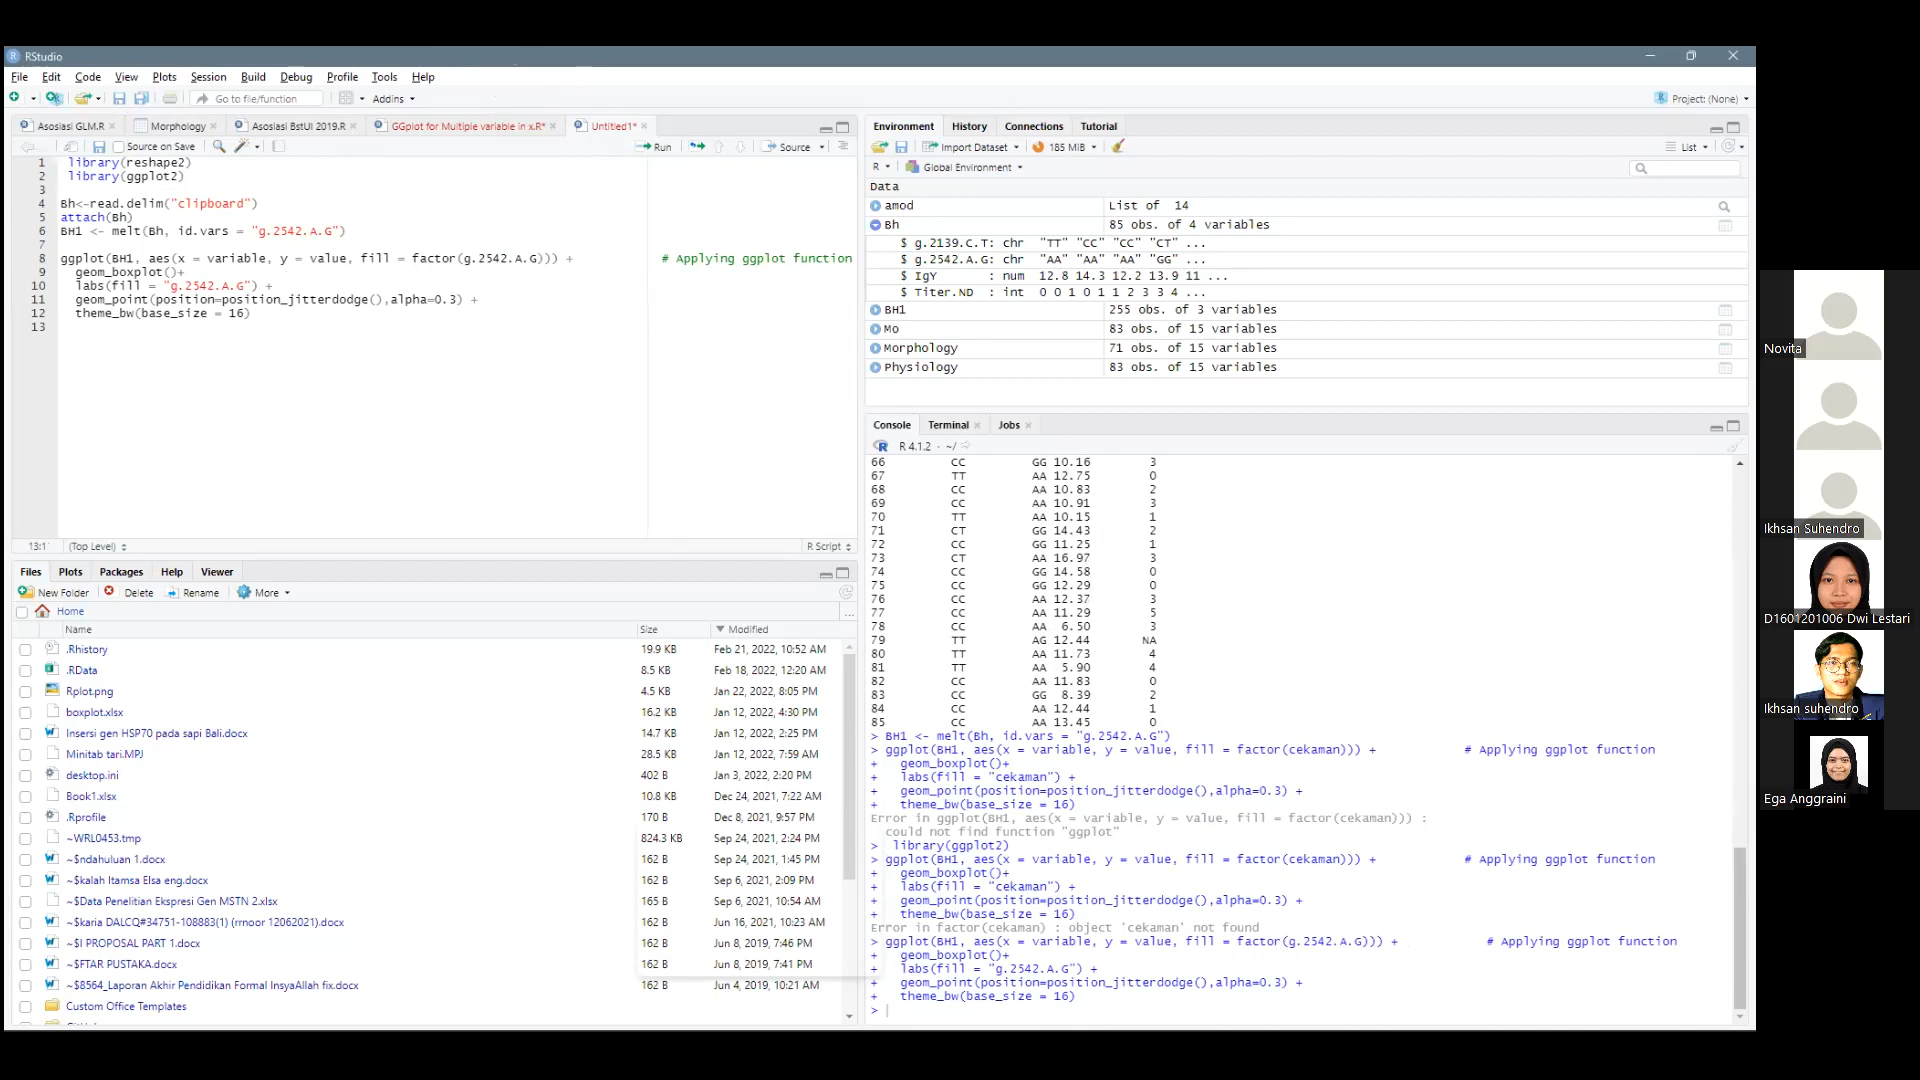 RStudio
File Edit Code View Plots Session Build Debug Profile Tools Help
Go to file/function Addins Project: (None)
Asosiasi GLM.R Morphology Asosiasi BstUI 2019.R GGplot for Multiple variable in x.R* Untitled1*
Source on Save Run Source
1 library(reshape2)
2 library(ggplot2)
3
4 Bh<-read.delim("clipboard")
5 attach(Bh)
6 BH1 <- melt(Bh, id.vars = "g.2542.A.G")
7
8 ggplot(BH1, aes(x = variable, y = value, fill = factor(g.2542.A.G))) + # Applying ggplot function
9 geom_boxplot()+
10 labs(fill = "g.2542.A.G") +
11 geom_point(position=position_jitterdodge(),alpha=0.3) +
12 theme_bw(base_size = 16)
13
13:1 (Top Level) R Script
Files Plots Packages Help Viewer
New Folder Delete Rename More
Home ...
Name Size Modified
.Rhistory 19.9 KB Feb 21, 2022, 10:52 AM
.RData 8.5 KB Feb 18, 2022, 12:20 AM
Rplot.png 4.5 KB Jan 22, 2022, 8:05 PM
boxplot.xlsx 16.2 KB Jan 12, 2022, 4:30 PM
Insersi gen HSP70 pada sapi Bali.docx 14.7 KB Jan 12, 2022, 2:25 PM
Minitab tari.MPJ 28.5 KB Jan 12, 2022, 7:59 AM
desktop.ini 402 B Jan 3, 2022, 2:20 PM
Book1.xlsx 10.8 KB Dec 24, 2021, 7:22 AM
.Rprofile 170 B Dec 8, 2021, 9:57 PM
~WRL0453.tmp 824.3 KB Sep 24, 2021, 2:24 PM
~$ndahuluan 1.docx 162 B Sep 24, 2021, 1:45 PM
~$kalah Itamsa Elsa eng.docx 162 B Sep 6, 2021, 2:09 PM
~$Data Penelitian Ekspresi Gen MSTN 2.xlsx 165 B Sep 6, 2021, 10:54 AM
~$karia DALCQ#34751-108883(1) (rrnoor 12062021).docx 162 B Jun 16, 2021, 10:23 AM
~$I PROPOSAL PART 1.docx 162 B Jun 8, 2019, 7:46 PM
~$FTAR PUSTAKA.docx 162 B Jun 8, 2019, 7:41 PM
~$8564_Laporan Akhir Pendidikan Formal InsyaAllah fix.docx 162 B Jun 4, 2019, 10:21 AM
Custom Office Templates
Environment History Connections Tutorial
Import Dataset 185 MiB List
R Global Environment
Data
amod List of 14
Bh 85 obs. of 4 variables
$ g.2139.C.T: chr "TT" "CC" "CC" "CT" ...
$ g.2542.A.G: chr "AA" "AA" "AA" "GG" ...
$ IgY : num 12.8 14.3 12.2 13.9 11 ...
$ Titer.ND : int 0 0 1 0 1 1 2 3 3 4 ...
BH1 255 obs. of 3 variables
Mo 83 obs. of 15 variables
Morphology 71 obs. of 15 variables
Physiology 83 obs. of 15 variables
Console Terminal Jobs
R 4.1.2 · ~/
66 CC GG 10.16 3
67 TT AA 12.75 0
68 CC AA 10.83 2
69 CC AA 10.91 3
70 TT AA 10.15 1
71 CT GG 14.43 2
72 CC GG 11.25 1
73 CT AA 16.97 3
74 CC GG 14.58 0
75 CC GG 12.29 0
76 CC AA 12.37 3
77 CC AA 11.29 5
78 CC AA 6.50 3
79 TT AG 12.44 NA
80 TT AA 11.73 4
81 TT AA 5.90 4
82 CC AA 11.83 0
83 CC GG 8.39 2
84 CC AA 12.44 1
85 CC AA 13.45 0
> BH1 <- melt(Bh, id.vars = "g.2542.A.G")
> ggplot(BH1, aes(x = variable, y = value, fill = factor(cekaman))) + # Applying ggplot function
+ geom_boxplot()+
+ labs(fill = "cekaman") +
+ geom_point(position=position_jitterdodge(),alpha=0.3) +
+ theme_bw(base_size = 16)
Error in ggplot(BH1, aes(x = variable, y = value, fill = factor(cekaman))) :
could not find function "ggplot"
> library(ggplot2)
> ggplot(BH1, aes(x = variable, y = value, fill = factor(cekaman))) + # Applying ggplot function
+ geom_boxplot()+
+ labs(fill = "cekaman") +
+ geom_point(position=position_jitterdodge(),alpha=0.3) +
+ theme_bw(base_size = 16)
Error in factor(cekaman) : object 'cekaman' not found
> ggplot(BH1, aes(x = variable, y = value, fill = factor(g.2542.A.G))) + # Applying ggplot function
+ geom_boxplot()+
+ labs(fill = "g.2542.A.G") +
+ geom_point(position=position_jitterdodge(),alpha=0.3) +
+ theme_bw(base_size = 16)
>
Novita
Ikhsan Suhendro
D1601201006 Dwi Lestari
Ikhsan suhendro
Ega Anggraini